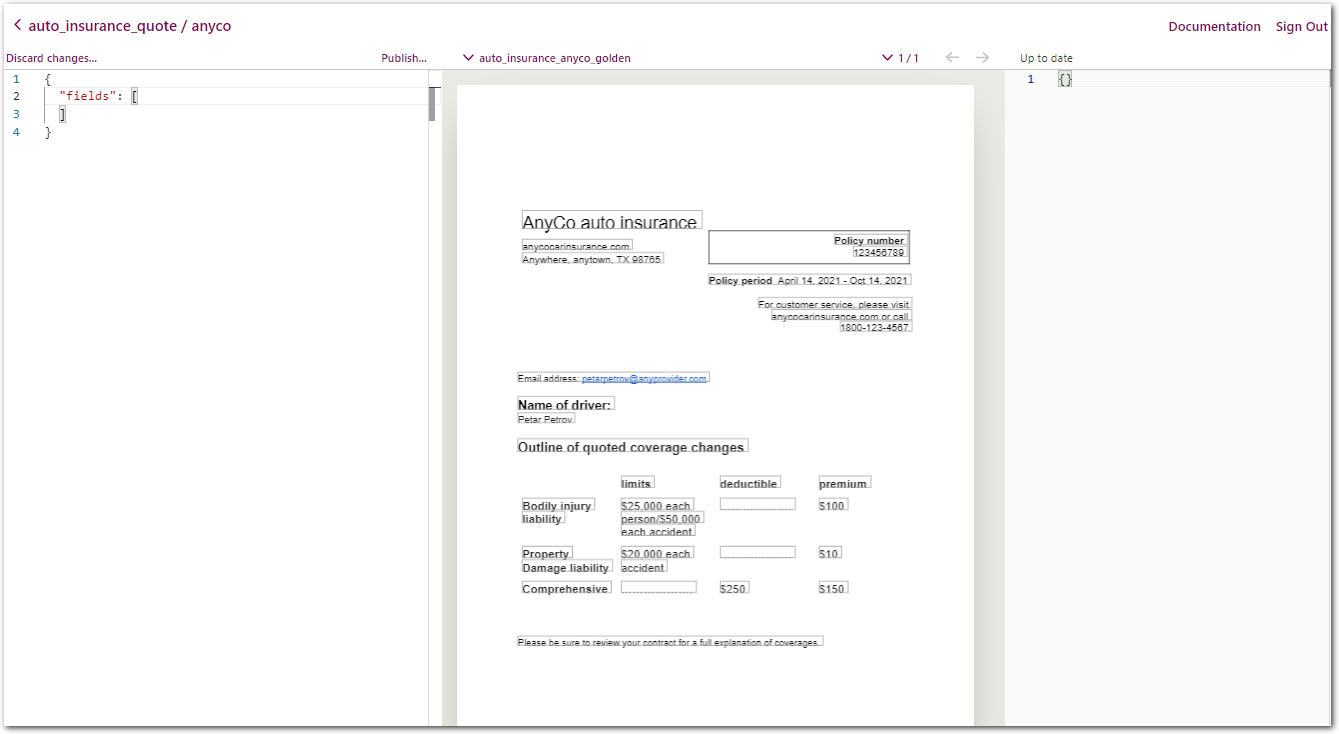 auto_insurance_quote / anyco
Documentation Sign Out
Discard changes... Publish... auto_insurance_anyco_golden 1 / 1 Up to date
1 {
2 "fields": [
3 ]
4 }
AnyCo auto insurance
anycocarinsurance.com
Anywhere, anytown, TX 98765
Policy number
123456789
Policy period April 14, 2021 - Oct 14, 2021
For customer service, please visit
anycocarinsurance.com or call
1800-123-4567
Email address: petarpetrov@anyprovider.com
Name of driver:
Petar Petrov
Outline of quoted coverage changes
limits deductible premium
Bodily injury $25,000 each $100
liability person/$50,000
each accident
Property $20,000 each $10
Damage liability accident
Comprehensive $250 $150
Please be sure to review your contract for a full explanation of coverages.
1 {}